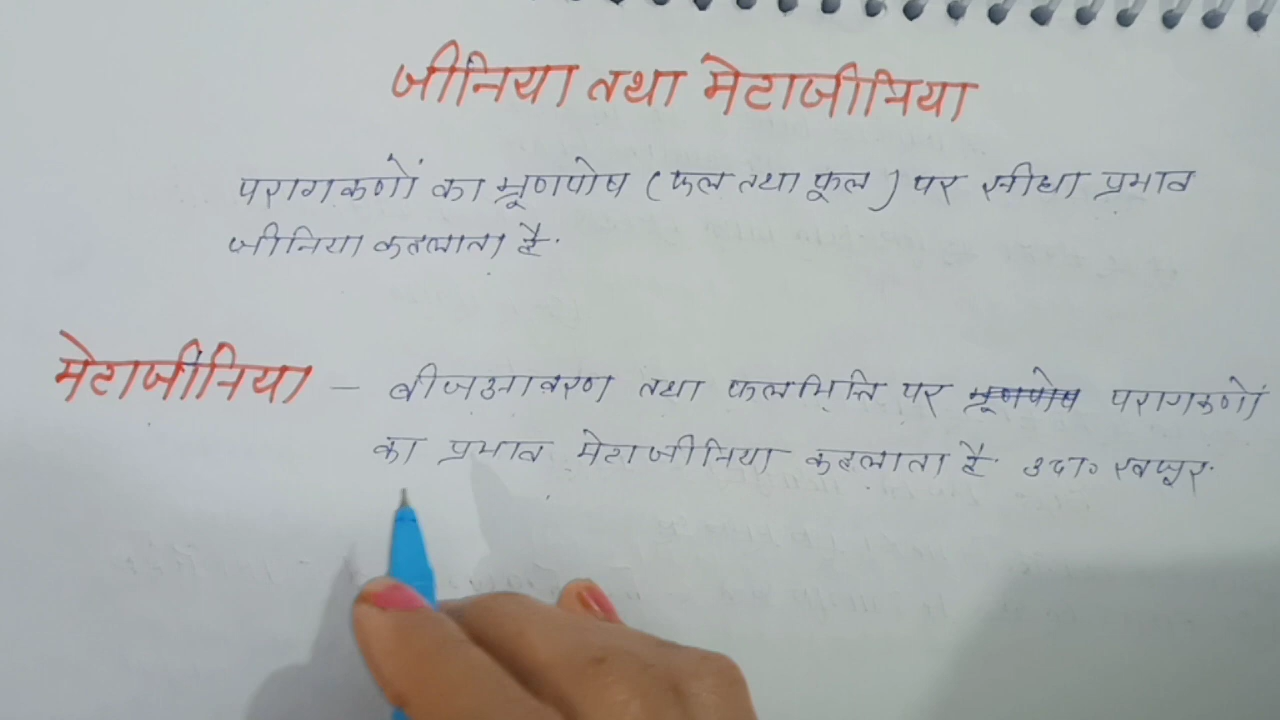 जीनिया तथा मेटाजीनिया
परागकणों का भ्रूणपोष (फल तथा फूल) पर सीधा प्रभाव
जीनिया कहलाता है.
मेटाजीनिया – बीजआवरण तथा फलभित्ति पर भ्रूणपोष परागकणों
का प्रभाव मेटाजीनिया कहलाता है. उदा० खजूर.